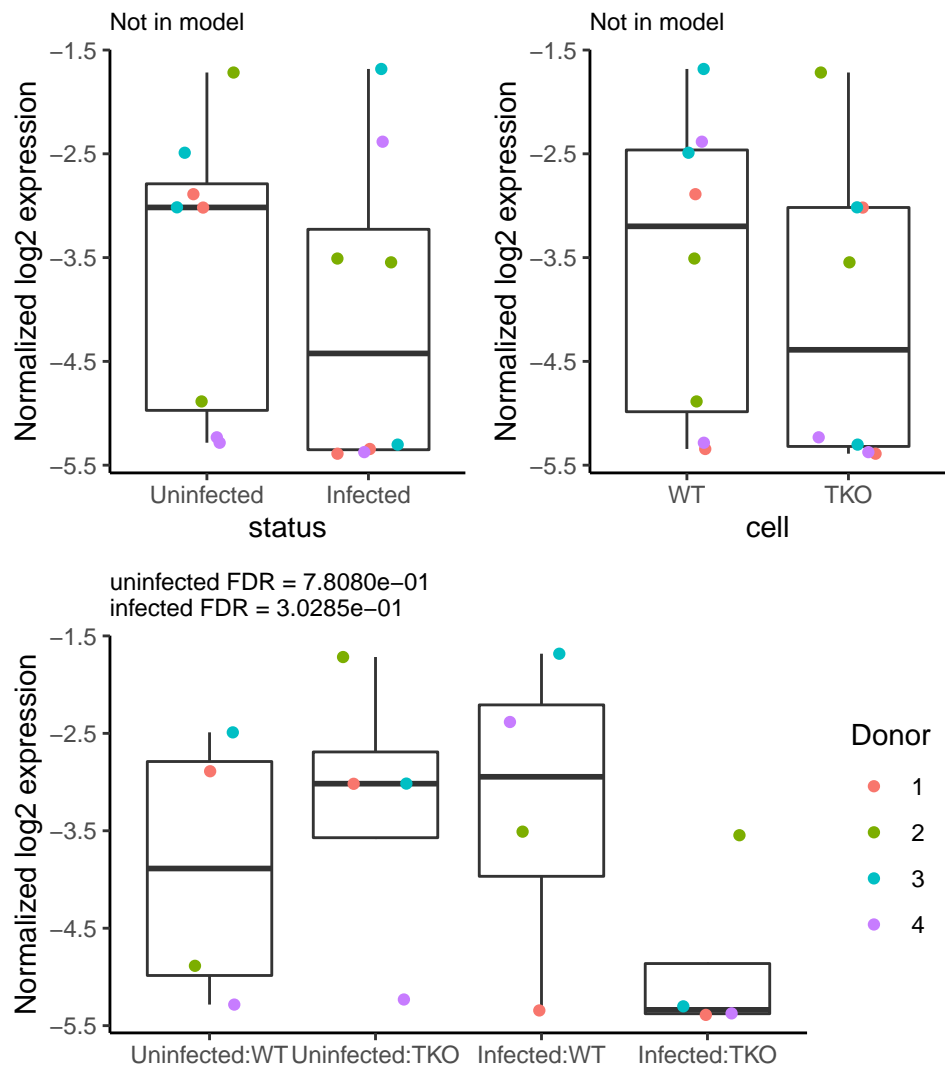 Not in model
Normalized log2 expression
−1.5
−2.5
−3.5
−4.5
−5.5
Uninfected
Infected
status
Not in model
Normalized log2 expression
−1.5
−2.5
−3.5
−4.5
−5.5
WT
TKO
cell
uninfected FDR = 7.8080e−01
infected FDR = 3.0285e−01
Normalized log2 expression
−1.5
−2.5
−3.5
−4.5
−5.5
Uninfected:WT
Uninfected:TKO
Infected:WT
Infected:TKO
Donor
1
2
3
4